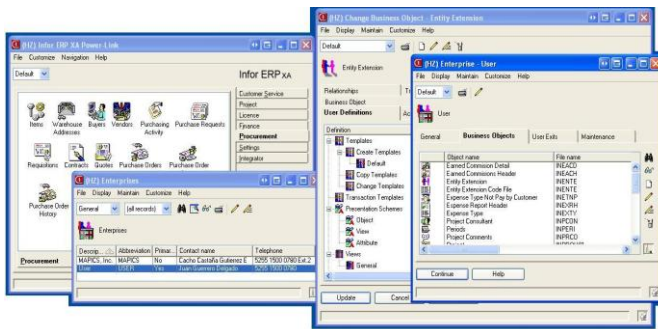 (HZ) Infor ERP XA Power-Link
File Customize Navigation Help
Default
Infor ERP XA
Customer Service
Project
License
Finance
Procurement
Settings
Integrator
Items Warehouse Addresses Buyers Vendors Purchasing Activity Purchase Requests
Requisitions Contracts Quotes Purchase Orders Purchase Order
Purchase Order History
Procurement
(HZ) Enterprises
File Display Maintain Customize Help
General (all records)
Enterprises
Descrip... Abbreviation Primar... Contact name Telephone
MAPICS, Inc. MAPICS No Cacho Castaña Gutierrez E 5255 1500 0780 Ext.2
User USER Yes Juan Guerrero Delgado 5255 1500 0780
(HZ) Change Business Object - Entity Extension
File Display Maintain Customize Help
Default
Entity Extension
Relationships
Business Object
User Definitions
Definition
Templates
Create Templates
Default
Copy Templates
Change Templates
Transaction Templates
Presentation Schemes
Object
View
Attribute
Views
General
Update Cancel
(HZ) Enterprise - User
File Display Maintain Customize Help
Default
User
General Business Objects User Exits Maintenance
Object name File name
Earned Commision Detail INEACD
Earned Commisions Header INEACH
Entity Extension INENTE
Entity Extension Code File INENTE
Expense Type Not Pay by Customer INETNP
Expense Report Header INEXRH
Expense Type INEXTY
Project Consultant INPCON
Periods INPERI
Project Comments INPRCD
Continue Help